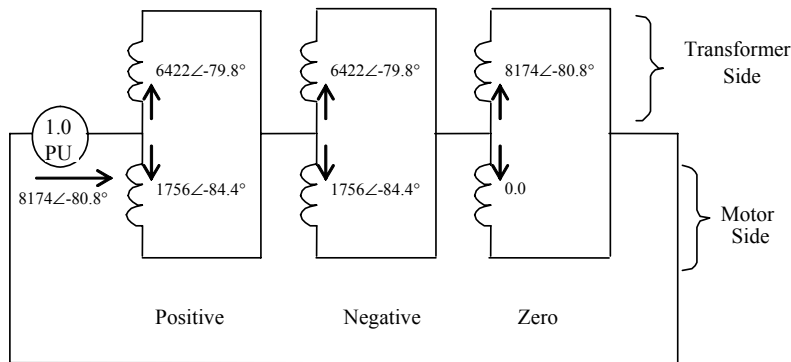 6422∠-79.8°
6422∠-79.8°
8174∠-80.8°
Transformer
Side
1.0
PU
8174∠-80.8°
1756∠-84.4°
1756∠-84.4°
0.0
Motor
Side
Positive
Negative
Zero